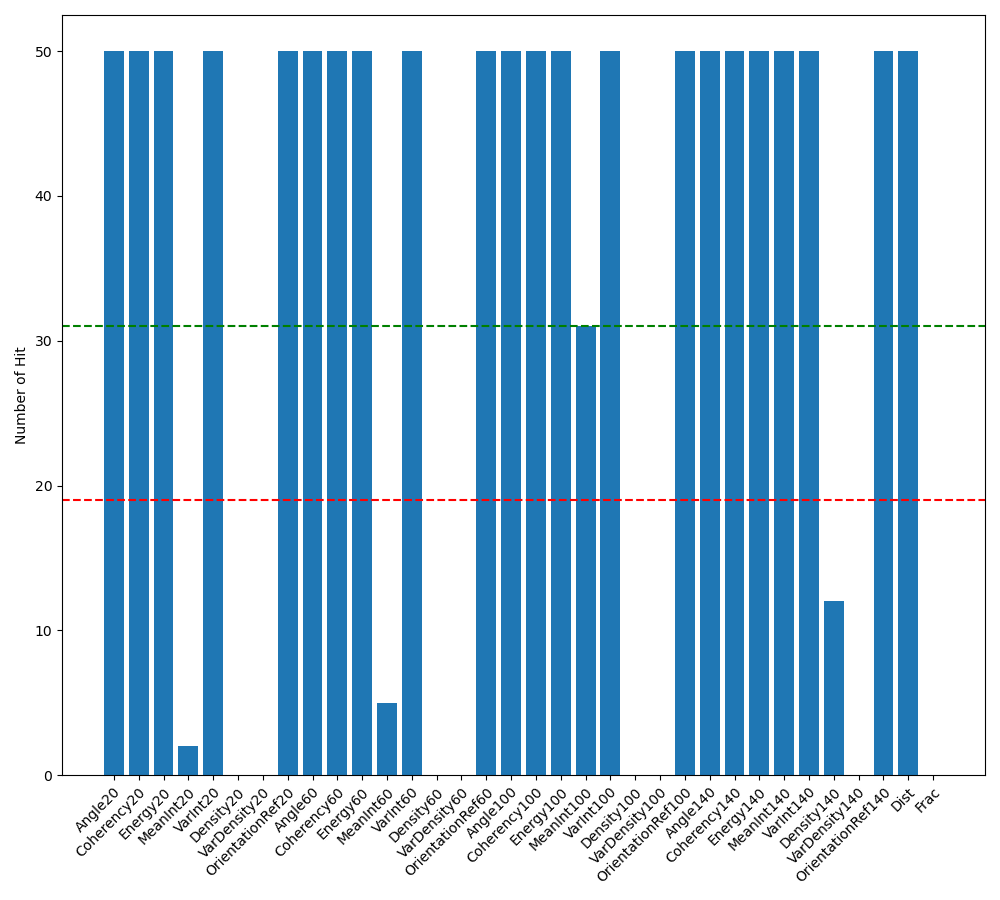 50
40
30
20
10
0
Number of Hit
Angle20
Coherency20
Energy20
MeanInt20
VarInt20
Density20
VarDensity20
OrientationRef20
Angle60
Coherency60
Energy60
MeanInt60
VarInt60
Density60
VarDensity60
OrientationRef60
Angle100
Coherency100
Energy100
MeanInt100
VarInt100
Density100
VarDensity100
OrientationRef100
Angle140
Coherency140
Energy140
MeanInt140
VarInt140
Density140
VarDensity140
OrientationRef140
Dist
Frac